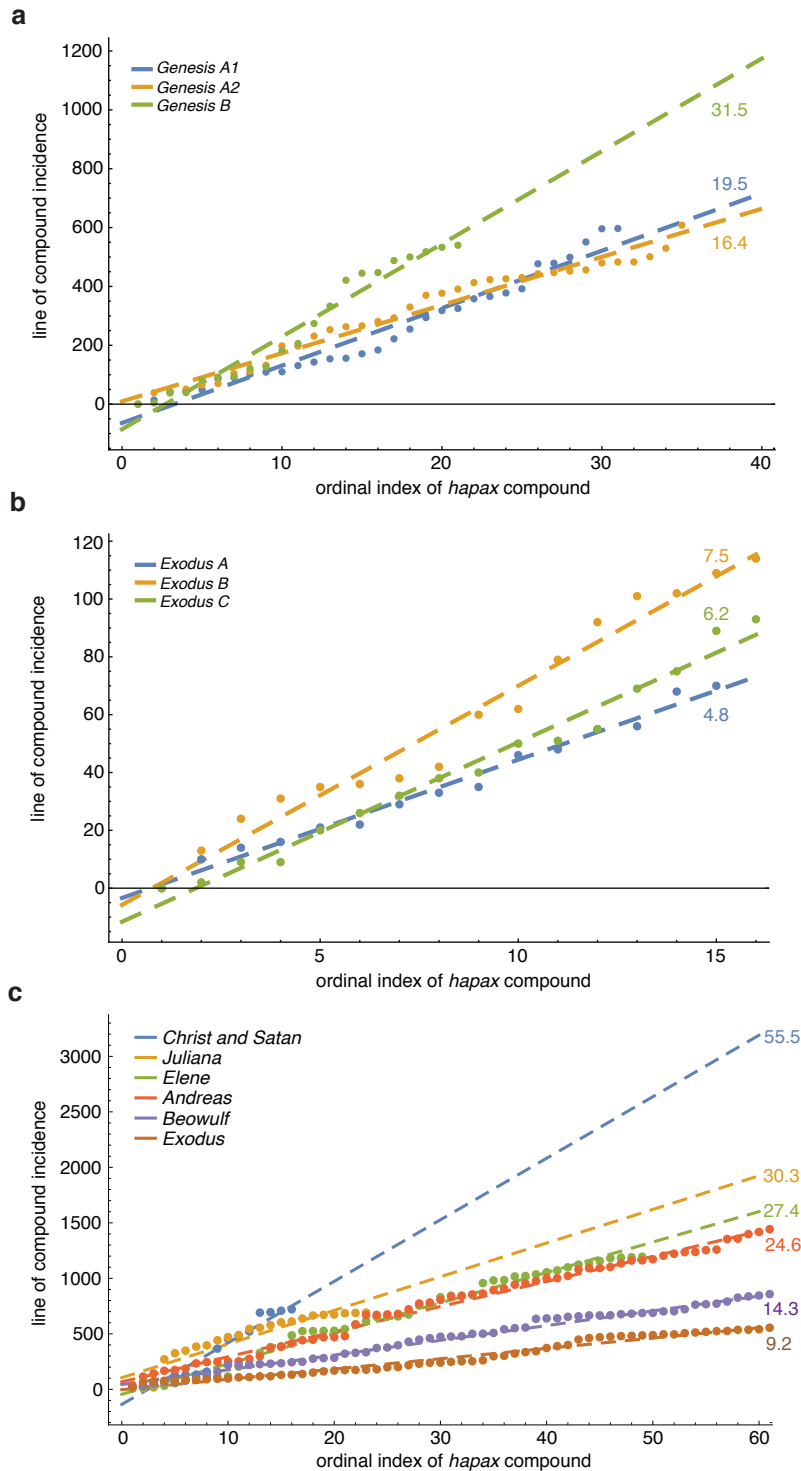 a
1200
1000
800
600
400
200
0
Genesis A1
Genesis A2
Genesis B
31.5
19.5
16.4
line of compound incidence
0 10 20 30 40
ordinal index of hapax compound
b
120
100
80
60
40
20
0
Exodus A
Exodus B
Exodus C
7.5
6.2
4.8
line of compound incidence
0 5 10 15
ordinal index of hapax compound
c
3000
2500
2000
1500
1000
500
0
Christ and Satan
Juliana
Elene
Andreas
Beowulf
Exodus
55.5
30.3
27.4
24.6
14.3
9.2
line of compound incidence
0 10 20 30 40 50 60
ordinal index of hapax compound